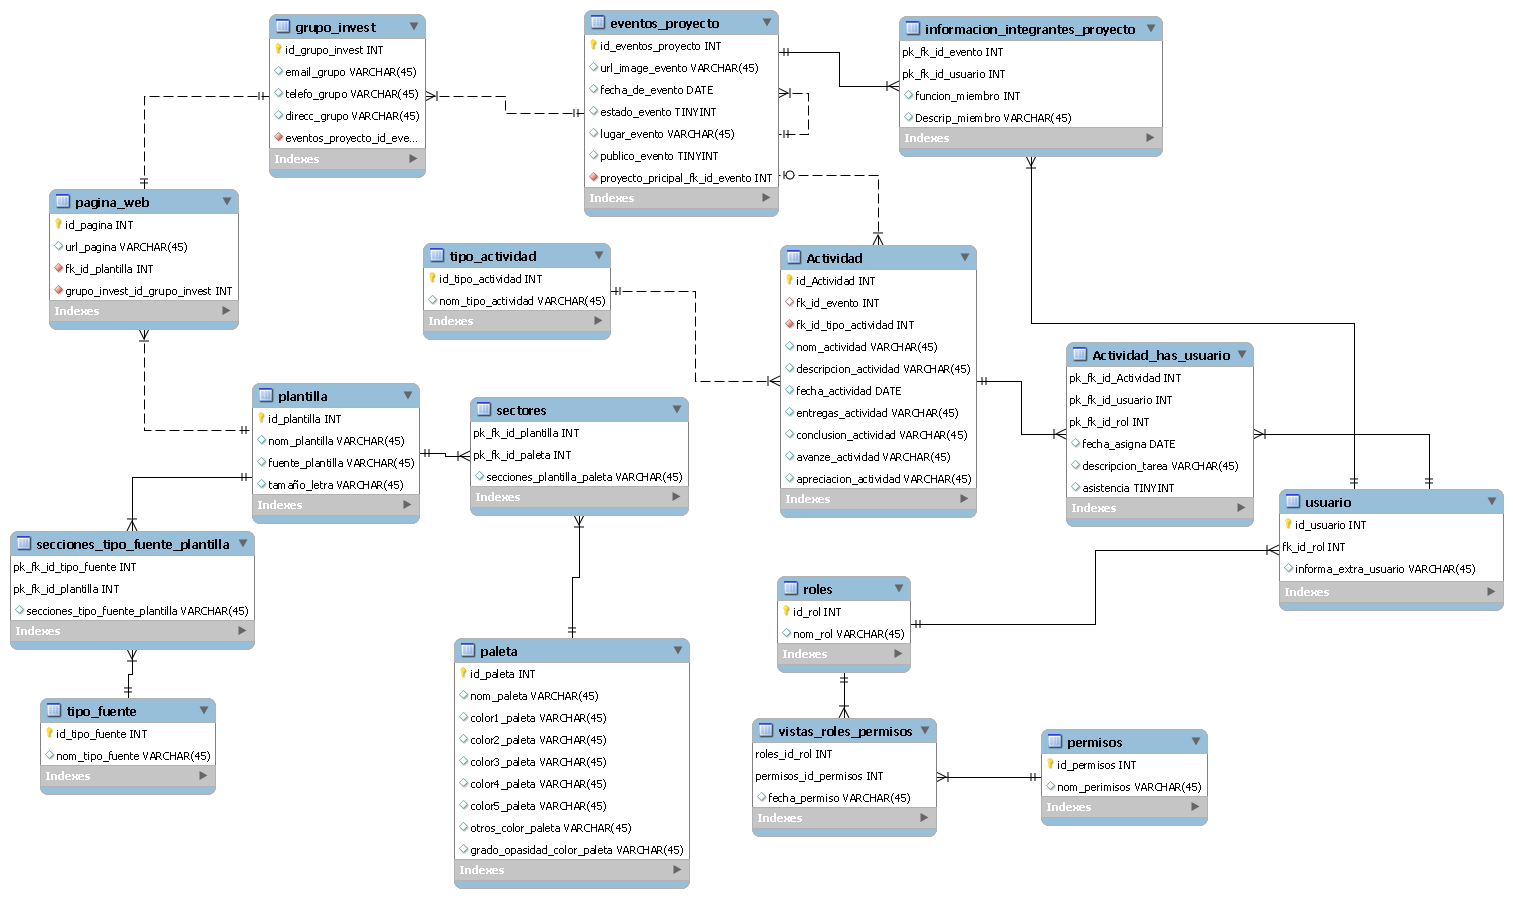 grupo_invest
id_grupo_invest INT
email_grupo VARCHAR(45)
telefo_grupo VARCHAR(45)
direcc_grupo VARCHAR(45)
eventos_proyecto_id_eve...
Indexes
eventos_proyecto
id_eventos_proyecto INT
url_image_evento VARCHAR(45)
fecha_de_evento DATE
estado_evento TINYINT
lugar_evento VARCHAR(45)
publico_evento TINYINT
proyecto_pricipal_fk_id_evento INT
Indexes
informacion_integrantes_proyecto
pk_fk_id_evento INT
pk_fk_id_usuario INT
funcion_miembro INT
Descrip_miembro VARCHAR(45)
Indexes
pagina_web
id_pagina INT
url_pagina VARCHAR(45)
fk_id_plantilla INT
grupo_invest_id_grupo_invest INT
Indexes
tipo_actividad
id_tipo_actividad INT
nom_tipo_actividad VARCHAR(45)
Indexes
Actividad
id_Actividad INT
fk_id_evento INT
fk_id_tipo_actividad INT
nom_actividad VARCHAR(45)
descripcion_actividad VARCHAR(45)
fecha_actividad DATE
entregas_actividad VARCHAR(45)
conclusion_actividad VARCHAR(45)
avanze_actividad VARCHAR(45)
apreciacion_actividad VARCHAR(45)
Indexes
Actividad_has_usuario
pk_fk_id_Actividad INT
pk_fk_id_usuario INT
pk_fk_id_rol INT
fecha_asigna DATE
descripcion_tarea VARCHAR(45)
asistencia TINYINT
Indexes
plantilla
id_plantilla INT
nom_plantilla VARCHAR(45)
fuente_plantilla VARCHAR(45)
tamaño_letra VARCHAR(45)
Indexes
sectores
pk_fk_id_plantilla INT
pk_fk_id_paleta INT
secciones_plantilla_paleta VARCHAR(45)
Indexes
usuario
id_usuario INT
fk_id_rol INT
informa_extra_usuario VARCHAR(45)
Indexes
secciones_tipo_fuente_plantilla
pk_fk_id_tipo_fuente INT
pk_fk_id_plantilla INT
secciones_tipo_fuente_plantilla VARCHAR(45)
Indexes
roles
id_rol INT
nom_rol VARCHAR(45)
Indexes
paleta
id_paleta INT
nom_paleta VARCHAR(45)
color1_paleta VARCHAR(45)
color2_paleta VARCHAR(45)
color3_paleta VARCHAR(45)
color4_paleta VARCHAR(45)
color5_paleta VARCHAR(45)
otros_color_paleta VARCHAR(45)
grado_opasidad_color_paleta VARCHAR(45)
Indexes
tipo_fuente
id_tipo_fuente INT
nom_tipo_fuente VARCHAR(45)
Indexes
vistas_roles_permisos
roles_id_rol INT
permisos_id_permisos INT
fecha_permiso VARCHAR(45)
Indexes
permisos
id_permisos INT
nom_perimisos VARCHAR(45)
Indexes